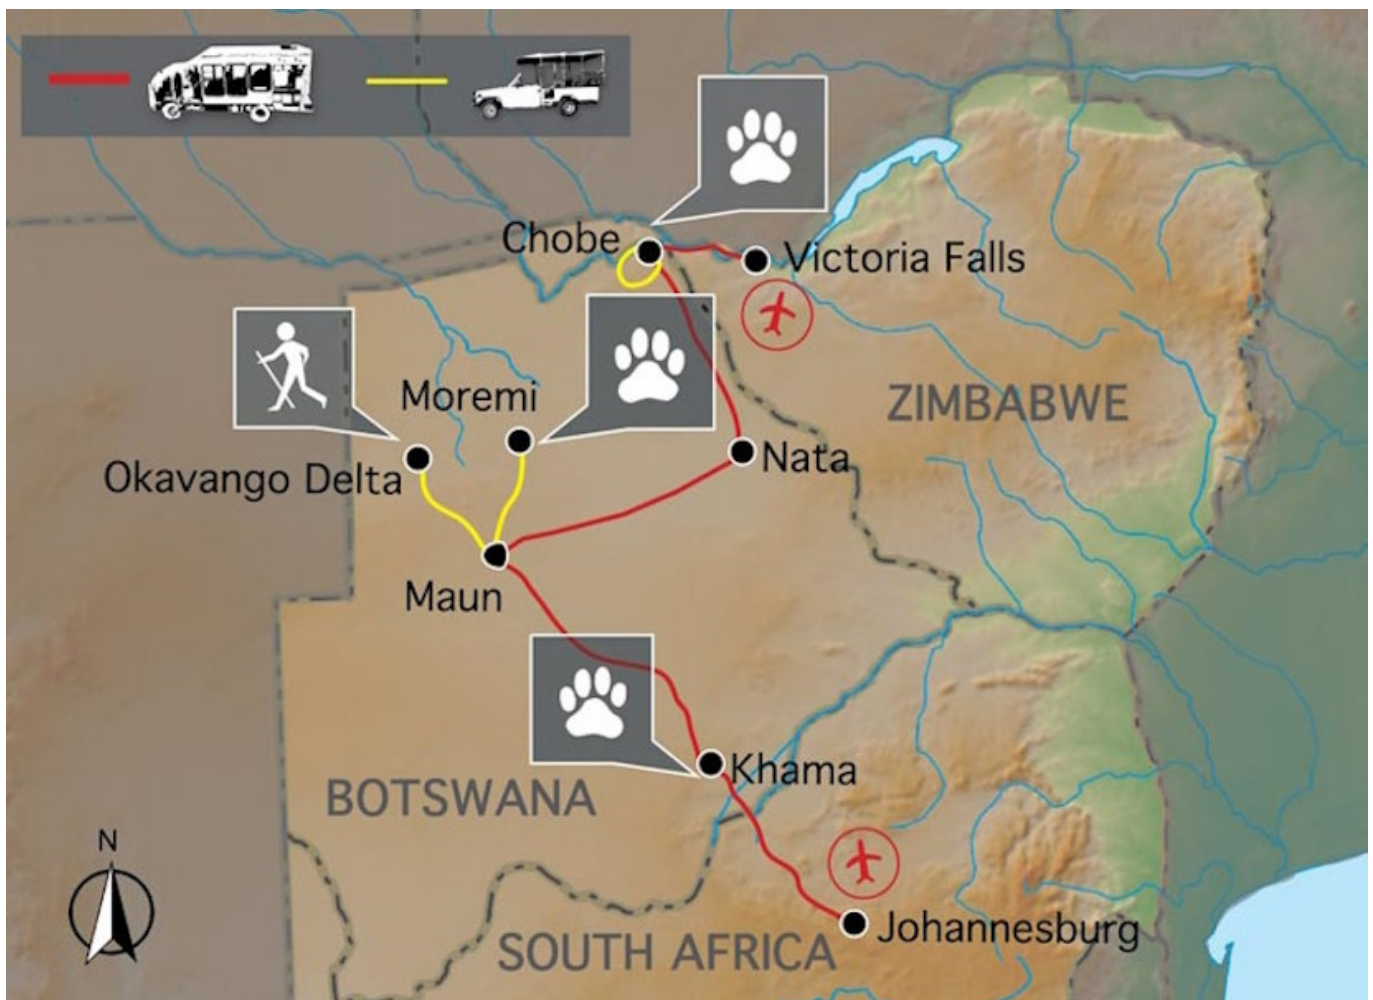 Chobe
Victoria Falls
Moremi
ZIMBABWE
Okavango Delta
Nata
Maun
Khama
BOTSWANA
N
Johannesburg
SOUTH AFRICA